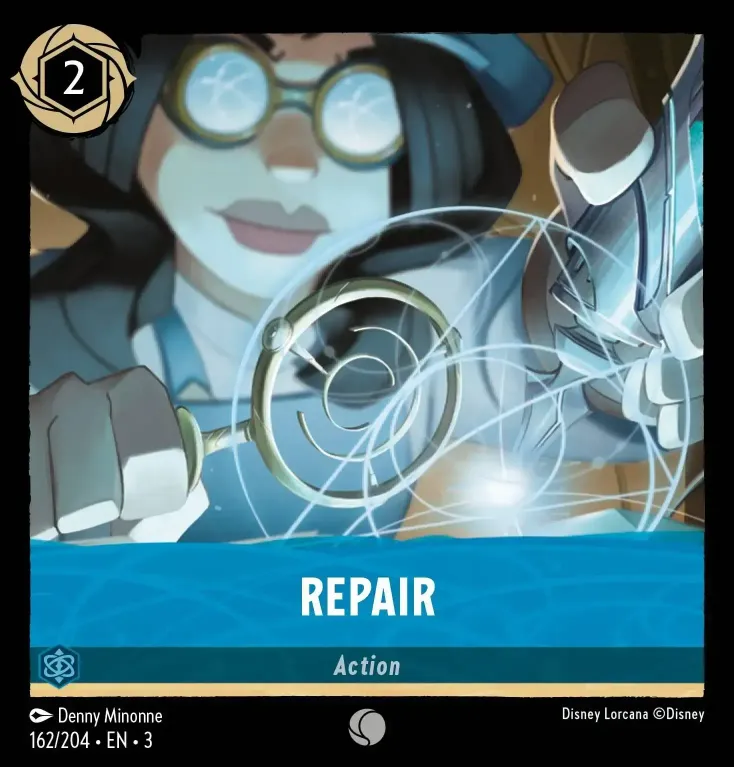 2
REPAIR
Action
Denny Minonne
162/204 • EN • 3
Disney Lorcana ©Disney